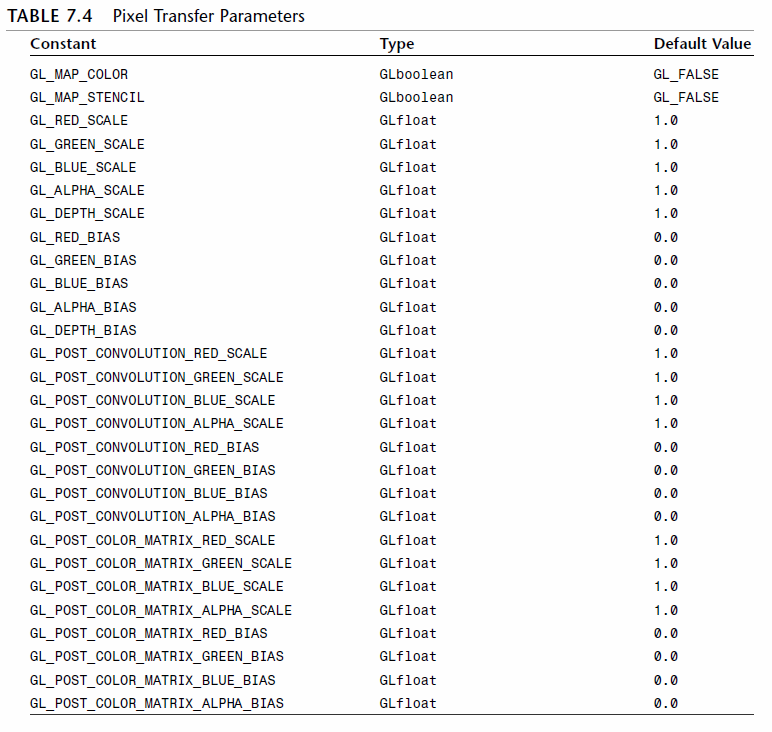 TABLE 7.4 Pixel Transfer Parameters
Constant Type Default Value
GL_MAP_COLOR GLboolean GL_FALSE
GL_MAP_STENCIL GLboolean GL_FALSE
GL_RED_SCALE GLfloat 1.0
GL_GREEN_SCALE GLfloat 1.0
GL_BLUE_SCALE GLfloat 1.0
GL_ALPHA_SCALE GLfloat 1.0
GL_DEPTH_SCALE GLfloat 1.0
GL_RED_BIAS GLfloat 0.0
GL_GREEN_BIAS GLfloat 0.0
GL_BLUE_BIAS GLfloat 0.0
GL_ALPHA_BIAS GLfloat 0.0
GL_DEPTH_BIAS GLfloat 0.0
GL_POST_CONVOLUTION_RED_SCALE GLfloat 1.0
GL_POST_CONVOLUTION_GREEN_SCALE GLfloat 1.0
GL_POST_CONVOLUTION_BLUE_SCALE GLfloat 1.0
GL_POST_CONVOLUTION_ALPHA_SCALE GLfloat 1.0
GL_POST_CONVOLUTION_RED_BIAS GLfloat 0.0
GL_POST_CONVOLUTION_GREEN_BIAS GLfloat 0.0
GL_POST_CONVOLUTION_BLUE_BIAS GLfloat 0.0
GL_POST_CONVOLUTION_ALPHA_BIAS GLfloat 0.0
GL_POST_COLOR_MATRIX_RED_SCALE GLfloat 1.0
GL_POST_COLOR_MATRIX_GREEN_SCALE GLfloat 1.0
GL_POST_COLOR_MATRIX_BLUE_SCALE GLfloat 1.0
GL_POST_COLOR_MATRIX_ALPHA_SCALE GLfloat 1.0
GL_POST_COLOR_MATRIX_RED_BIAS GLfloat 0.0
GL_POST_COLOR_MATRIX_GREEN_BIAS GLfloat 0.0
GL_POST_COLOR_MATRIX_BLUE_BIAS GLfloat 0.0
GL_POST_COLOR_MATRIX_ALPHA_BIAS GLfloat 0.0